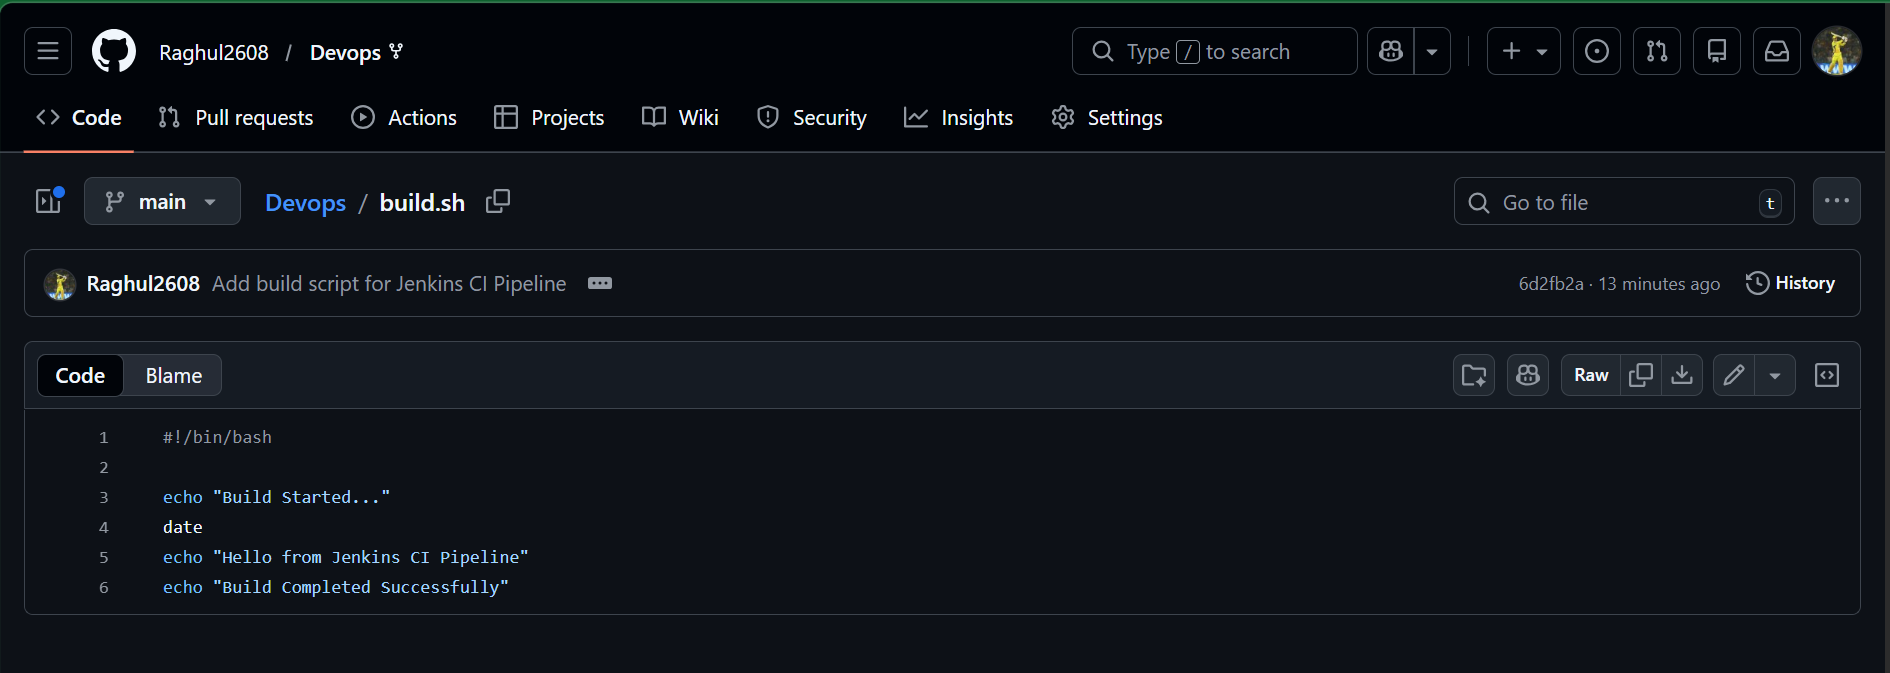 Raghul2608 / Devops
Type / to search
Code Pull requests Actions Projects Wiki Security Insights Settings
main Devops / build.sh Go to file t
Raghul2608 Add build script for Jenkins CI Pipeline 6d2fb2a · 13 minutes ago History
Code Blame Raw
1 #!/bin/bash
2
3 echo "Build Started..."
4 date
5 echo "Hello from Jenkins CI Pipeline"
6 echo "Build Completed Successfully"